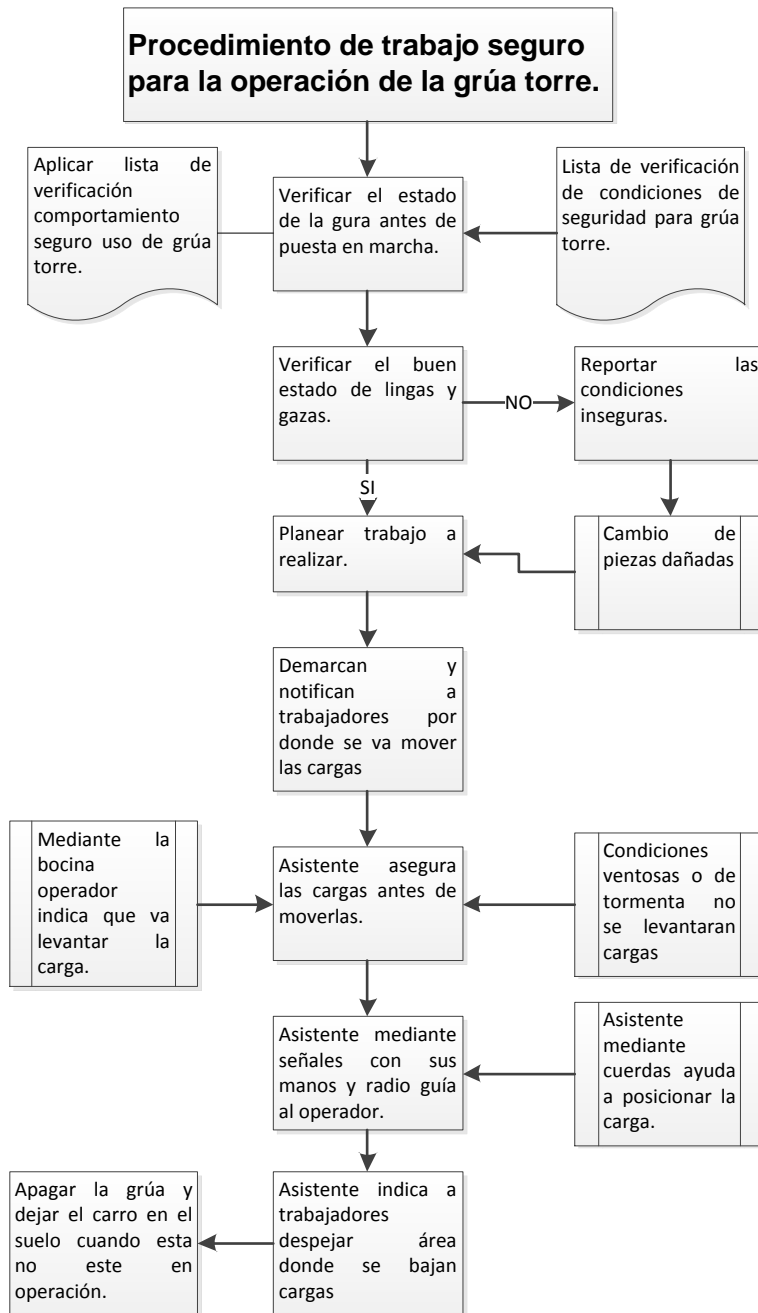 Procedimiento de trabajo seguro
para la operación de la grúa torre.
Aplicar lista de
verificación
comportamiento
seguro uso de grúa
torre.
Verificar el estado
de la gura antes de
puesta en marcha.
Lista de verificación
de condiciones de
seguridad para grúa
torre.
Verificar el buen
estado de lingas y
gazas.
NO
Reportar las
condiciones
inseguras.
SI
Planear trabajo a
realizar.
Cambio de
piezas dañadas
Demarcan y
notifican a
trabajadores por
donde se va mover
las cargas
Mediante la
bocina
operador
indica que va
levantar la
carga.
Asistente asegura
las cargas antes de
moverlas.
Condiciones
ventosas o de
tormenta no
se levantaran
cargas
Asistente mediante
señales con sus
manos y radio guía
al operador.
Asistente
mediante
cuerdas ayuda
a posicionar la
carga.
Apagar la grúa y
dejar el carro en el
suelo cuando esta
no este en
operación.
Asistente indica a
trabajadores
despejar área
donde se bajan
cargas